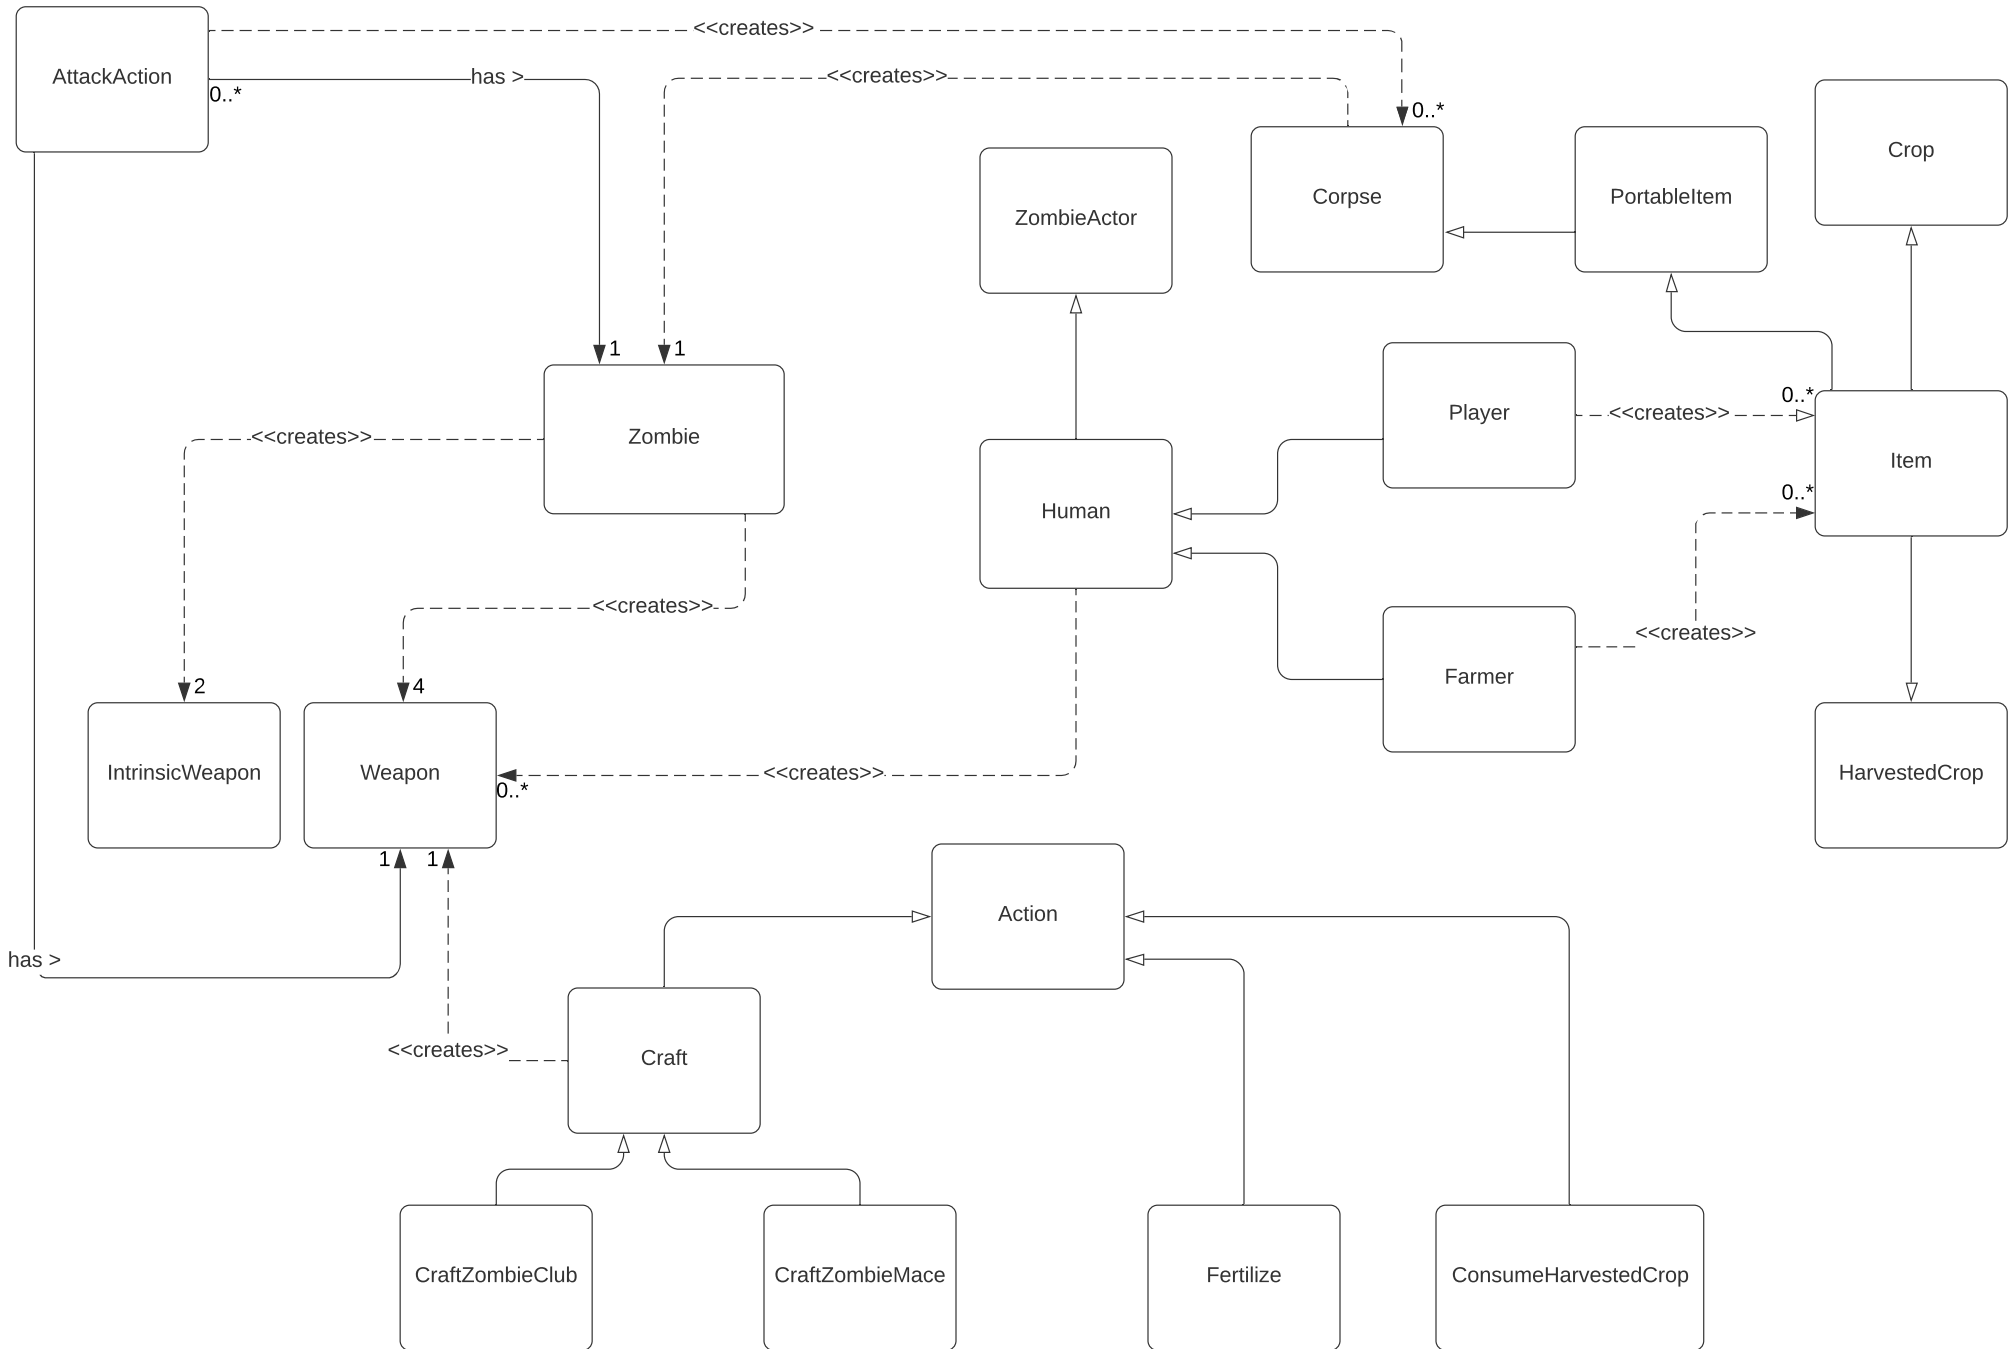 <<creates>>
AttackAction
has >
0..*
<<creates>>
0..*
Crop
Corpse
PortableItem
ZombieActor
1
1
0..*
Player
<<creates>>
<<creates>>
Zombie
Item
0..*
Human
<<creates>>
<<creates>>
Farmer
2
4
IntrinsicWeapon
Weapon
<<creates>>
0..*
HarvestedCrop
1
1
Action
has >
<<creates>>
Craft
CraftZombieClub
CraftZombieMace
Fertilize
ConsumeHarvestedCrop